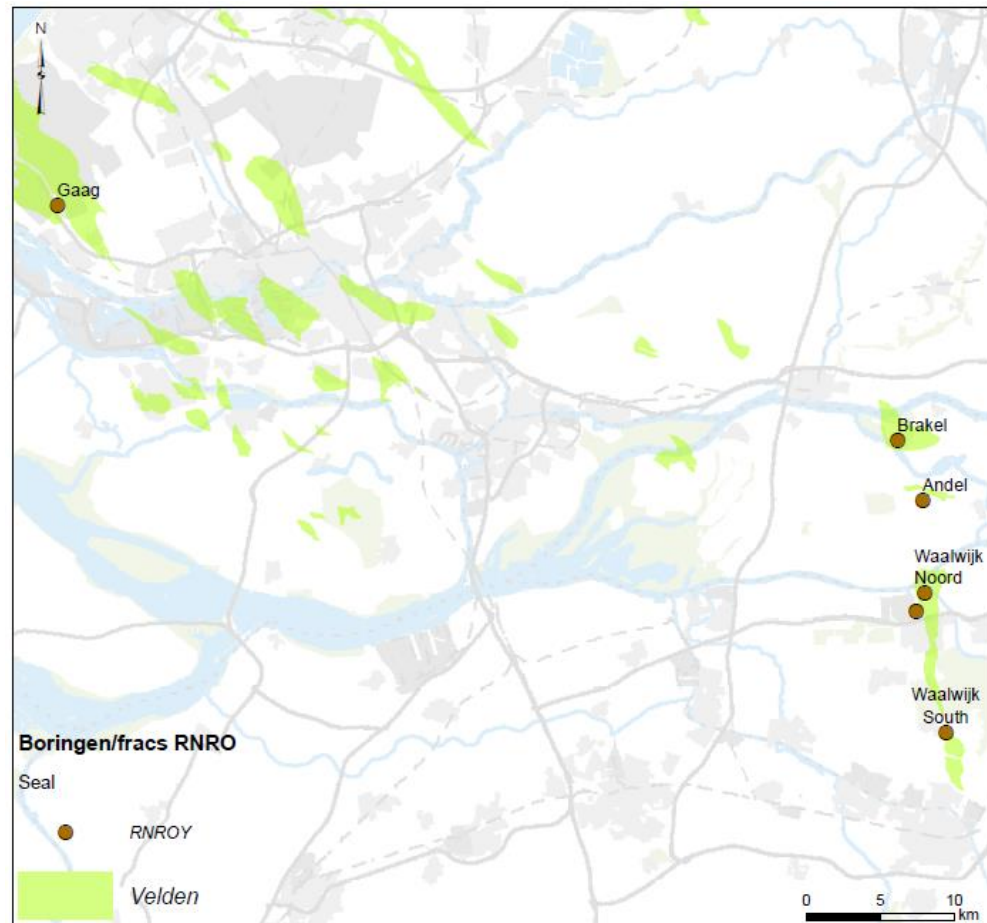 N
Gaag
Brakel
Andel
Waalwijk
Noord
Waalwijk
South
Boringen/fracs RNRO
Seal
RNROY
Velden
0 5 10
km